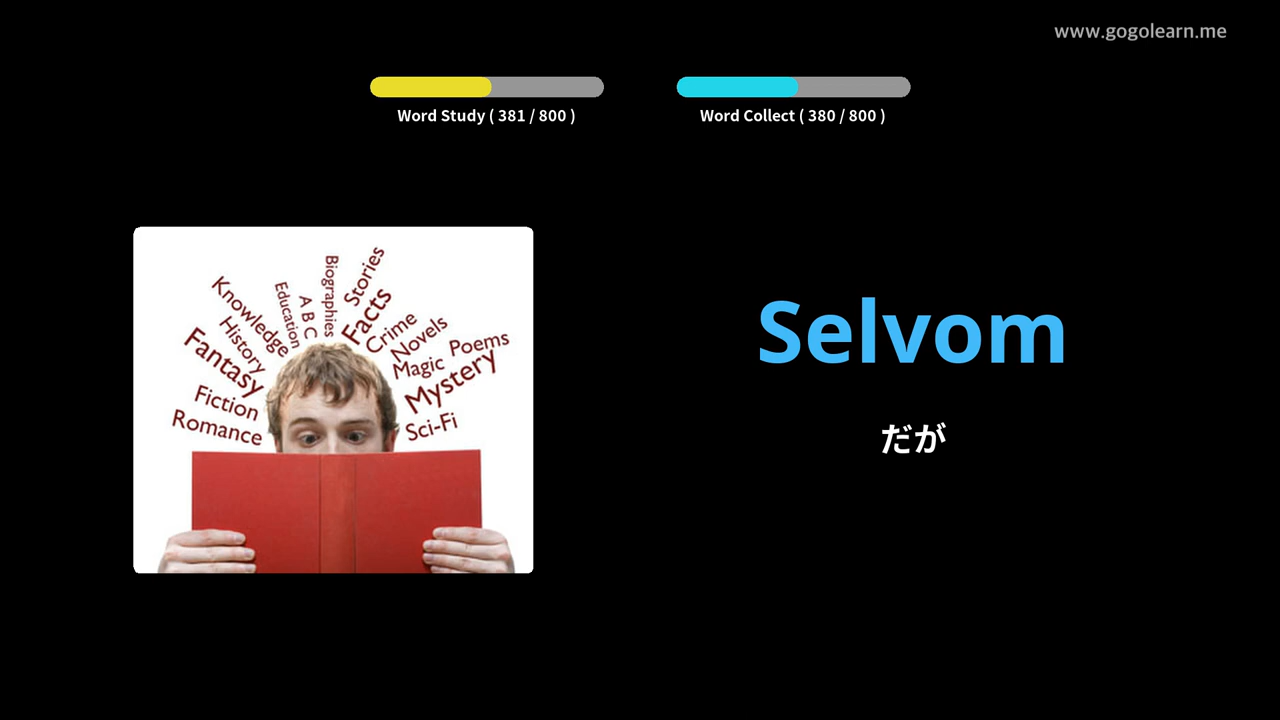 www.gogolearn.me
Word Study ( 381 / 800 )
Word Collect ( 380 / 800 )
Selvom
だが
Biographies
Stories
Education
A B C
Facts
Knowledge
History
Crime
Novels
Poems
Fantasy
Magic
Mystery
Fiction
Romance
Sci-Fi